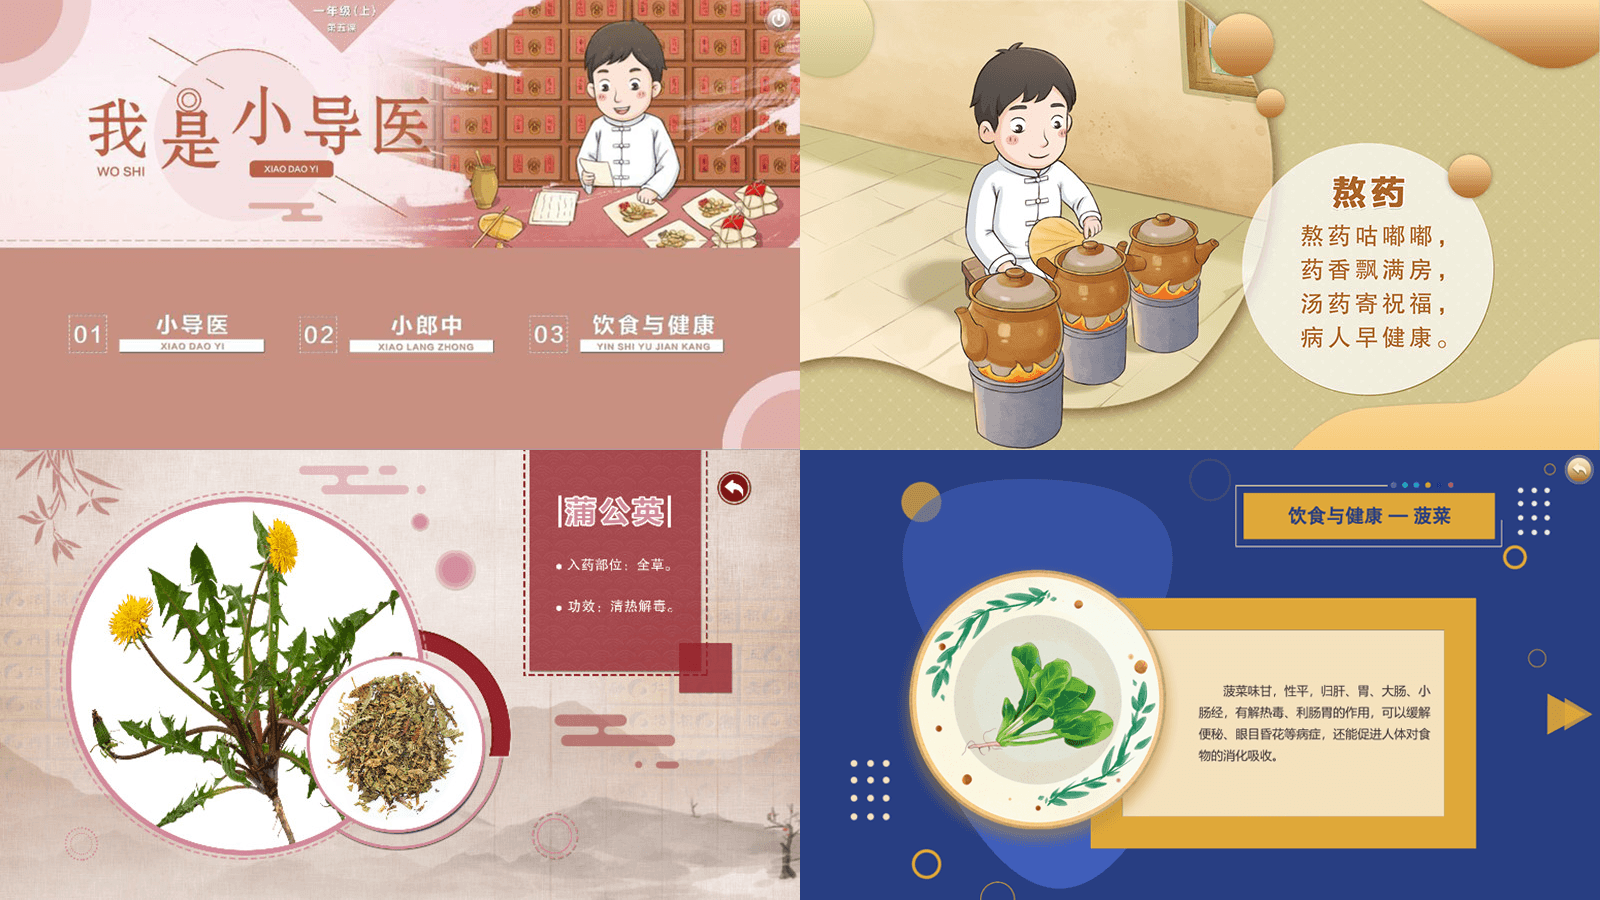 一年级(上)
第五课
我是小导医
WO SHI
XIAO DAO YI
01
小导医
XIAO DAO YI
02
小郎中
XIAO LANG ZHONG
03
饮食与健康
YIN SHI YU JIAN KANG
熬药
熬药咕嘟嘟，
药香飘满房，
汤药寄祝福，
病人早健康。
蒲公英
入药部位：全草。
功效：清热解毒。
饮食与健康 — 菠菜
菠菜味甘，性平，归肝、胃、大肠、小
肠经，有解热毒、利肠胃的作用，可以缓解
便秘、眼目昏花等病症，还能促进人体对食
物的消化吸收。